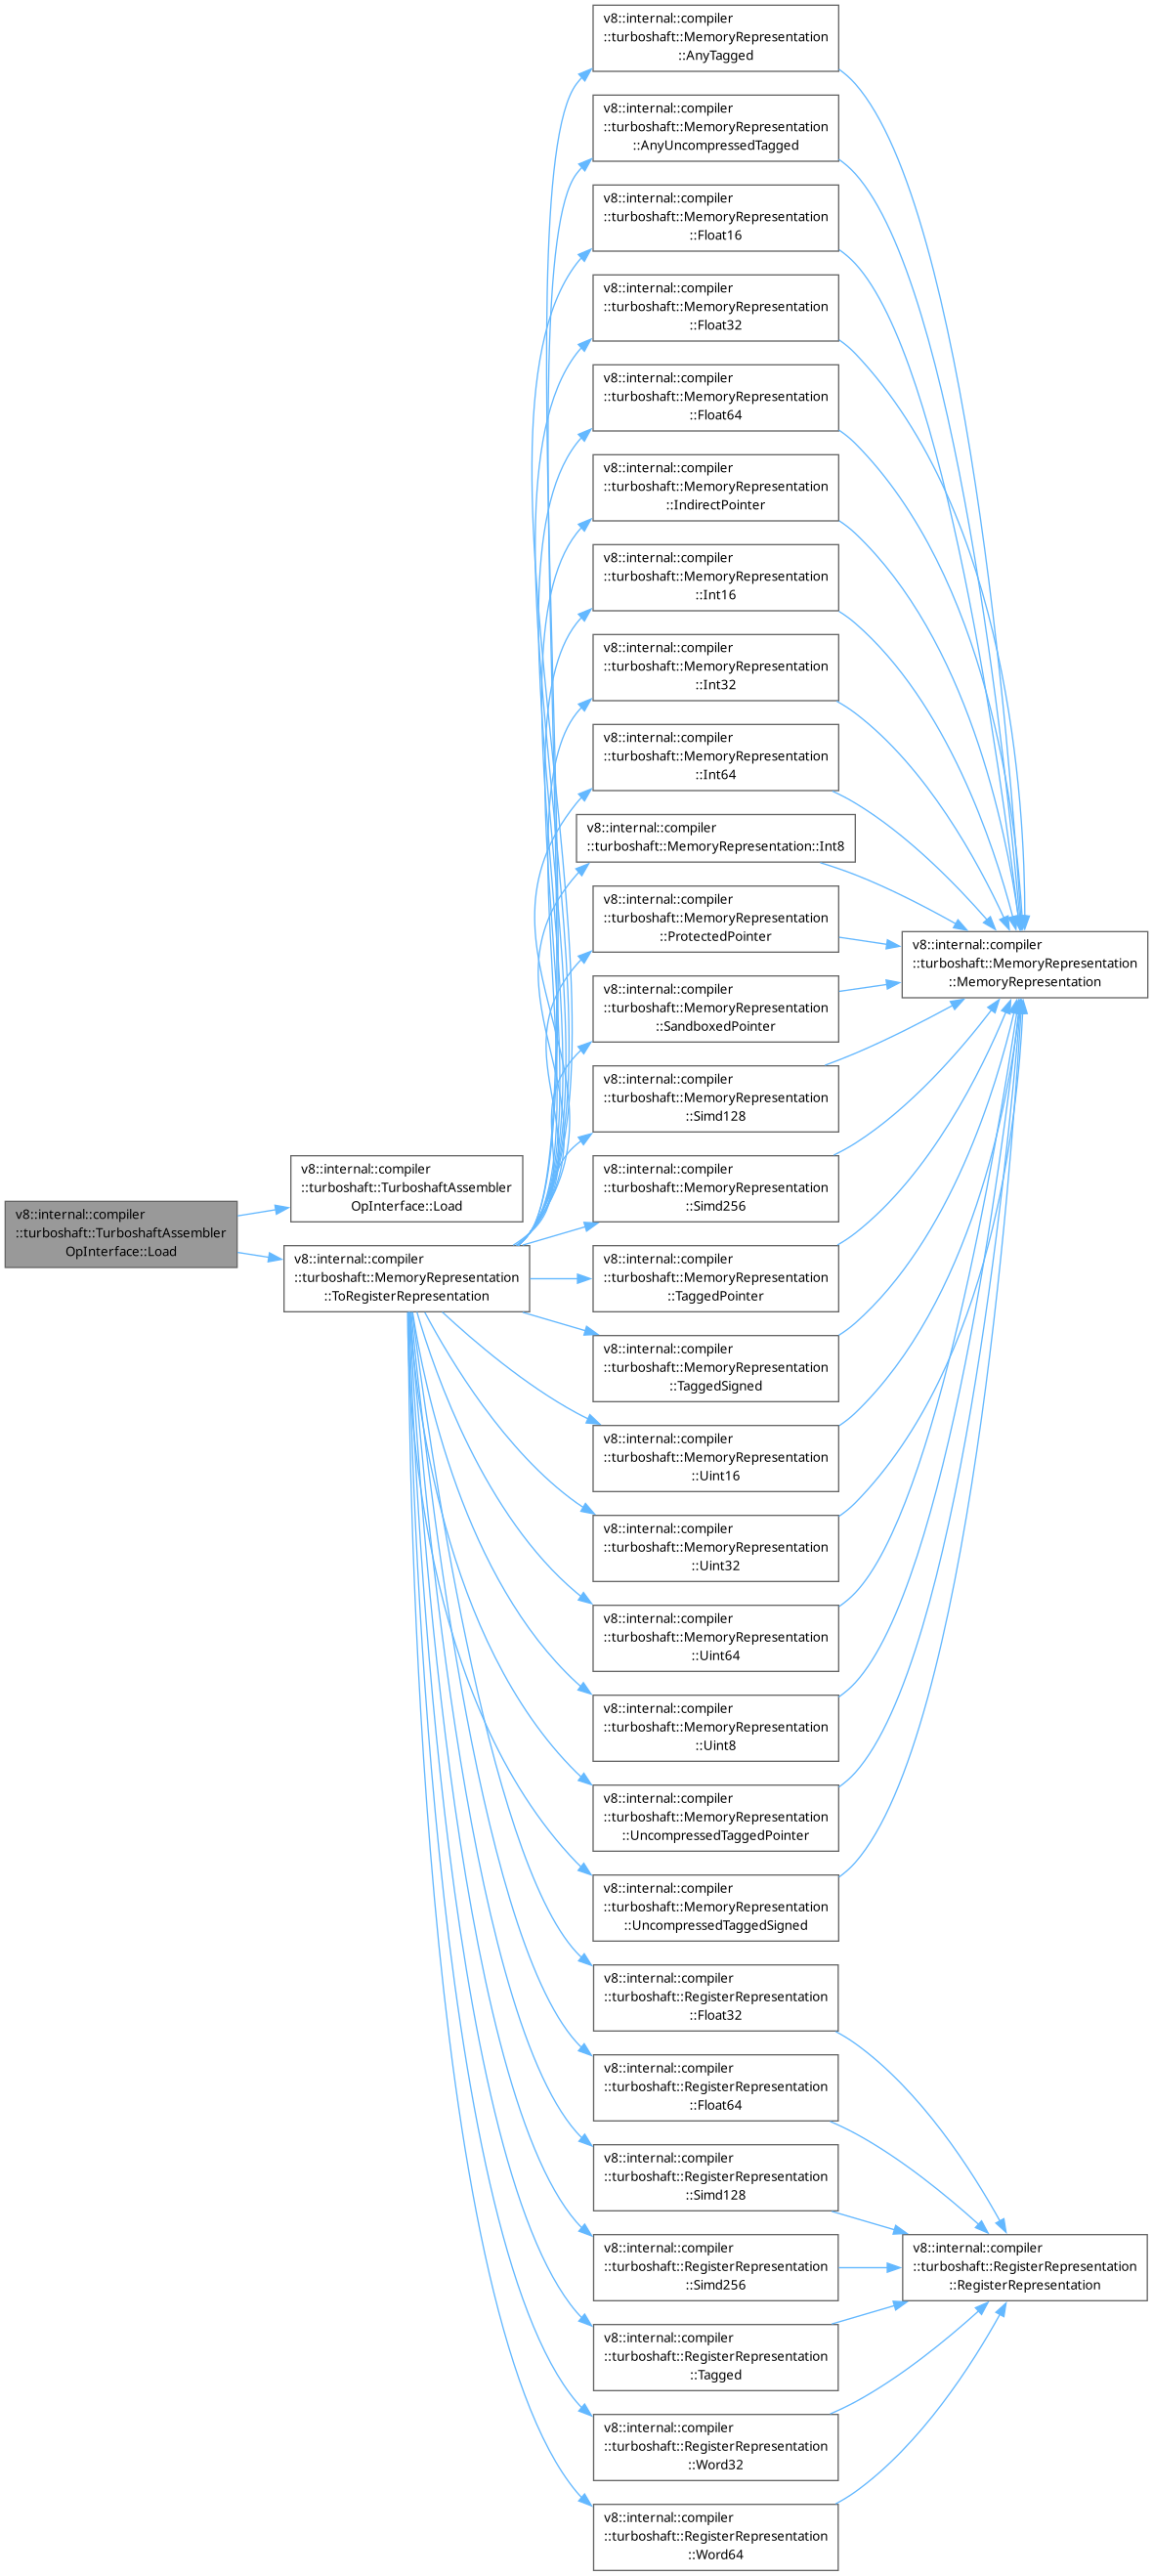 v8::internal::compiler
::turboshaft::MemoryRepresentation
::AnyTagged
v8::internal::compiler
::turboshaft::MemoryRepresentation
::AnyUncompressedTagged
v8::internal::compiler
::turboshaft::MemoryRepresentation
::Float16
v8::internal::compiler
::turboshaft::MemoryRepresentation
::Float32
v8::internal::compiler
::turboshaft::MemoryRepresentation
::Float64
v8::internal::compiler
::turboshaft::MemoryRepresentation
::IndirectPointer
v8::internal::compiler
::turboshaft::MemoryRepresentation
::Int16
v8::internal::compiler
::turboshaft::MemoryRepresentation
::Int32
v8::internal::compiler
::turboshaft::MemoryRepresentation
::Int64
v8::internal::compiler
::turboshaft::MemoryRepresentation::Int8
v8::internal::compiler
::turboshaft::MemoryRepresentation
::ProtectedPointer
v8::internal::compiler
::turboshaft::MemoryRepresentation
::MemoryRepresentation
v8::internal::compiler
::turboshaft::MemoryRepresentation
::SandboxedPointer
v8::internal::compiler
::turboshaft::MemoryRepresentation
::Simd128
v8::internal::compiler
::turboshaft::TurboshaftAssembler
OpInterface::Load
v8::internal::compiler
::turboshaft::MemoryRepresentation
::Simd256
v8::internal::compiler
::turboshaft::TurboshaftAssembler
OpInterface::Load
v8::internal::compiler
::turboshaft::MemoryRepresentation
::ToRegisterRepresentation
v8::internal::compiler
::turboshaft::MemoryRepresentation
::TaggedPointer
v8::internal::compiler
::turboshaft::MemoryRepresentation
::TaggedSigned
v8::internal::compiler
::turboshaft::MemoryRepresentation
::Uint16
v8::internal::compiler
::turboshaft::MemoryRepresentation
::Uint32
v8::internal::compiler
::turboshaft::MemoryRepresentation
::Uint64
v8::internal::compiler
::turboshaft::MemoryRepresentation
::Uint8
v8::internal::compiler
::turboshaft::MemoryRepresentation
::UncompressedTaggedPointer
v8::internal::compiler
::turboshaft::MemoryRepresentation
::UncompressedTaggedSigned
v8::internal::compiler
::turboshaft::RegisterRepresentation
::Float32
v8::internal::compiler
::turboshaft::RegisterRepresentation
::Float64
v8::internal::compiler
::turboshaft::RegisterRepresentation
::Simd128
v8::internal::compiler
::turboshaft::RegisterRepresentation
::Simd256
v8::internal::compiler
::turboshaft::RegisterRepresentation
::RegisterRepresentation
v8::internal::compiler
::turboshaft::RegisterRepresentation
::Tagged
v8::internal::compiler
::turboshaft::RegisterRepresentation
::Word32
v8::internal::compiler
::turboshaft::RegisterRepresentation
::Word64